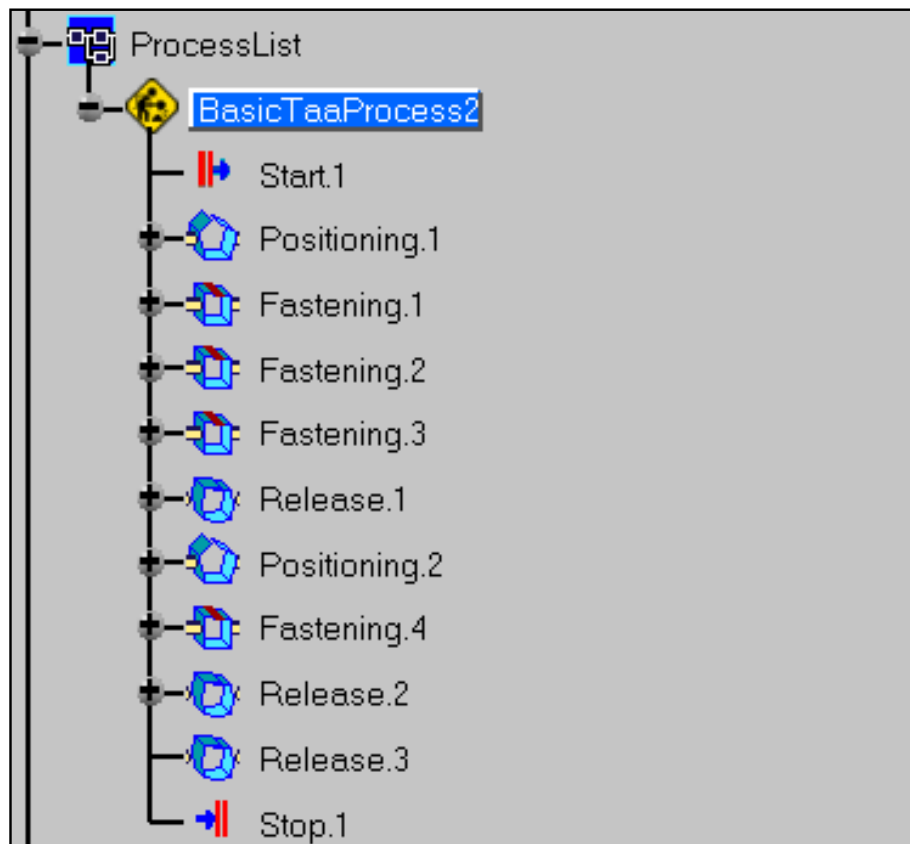 ProcessList
BasicTaaProcess2
Start.1
Positioning.1
Fastening.1
Fastening.2
Fastening.3
Release.1
Positioning.2
Fastening.4
Release.2
Release.3
Stop.1